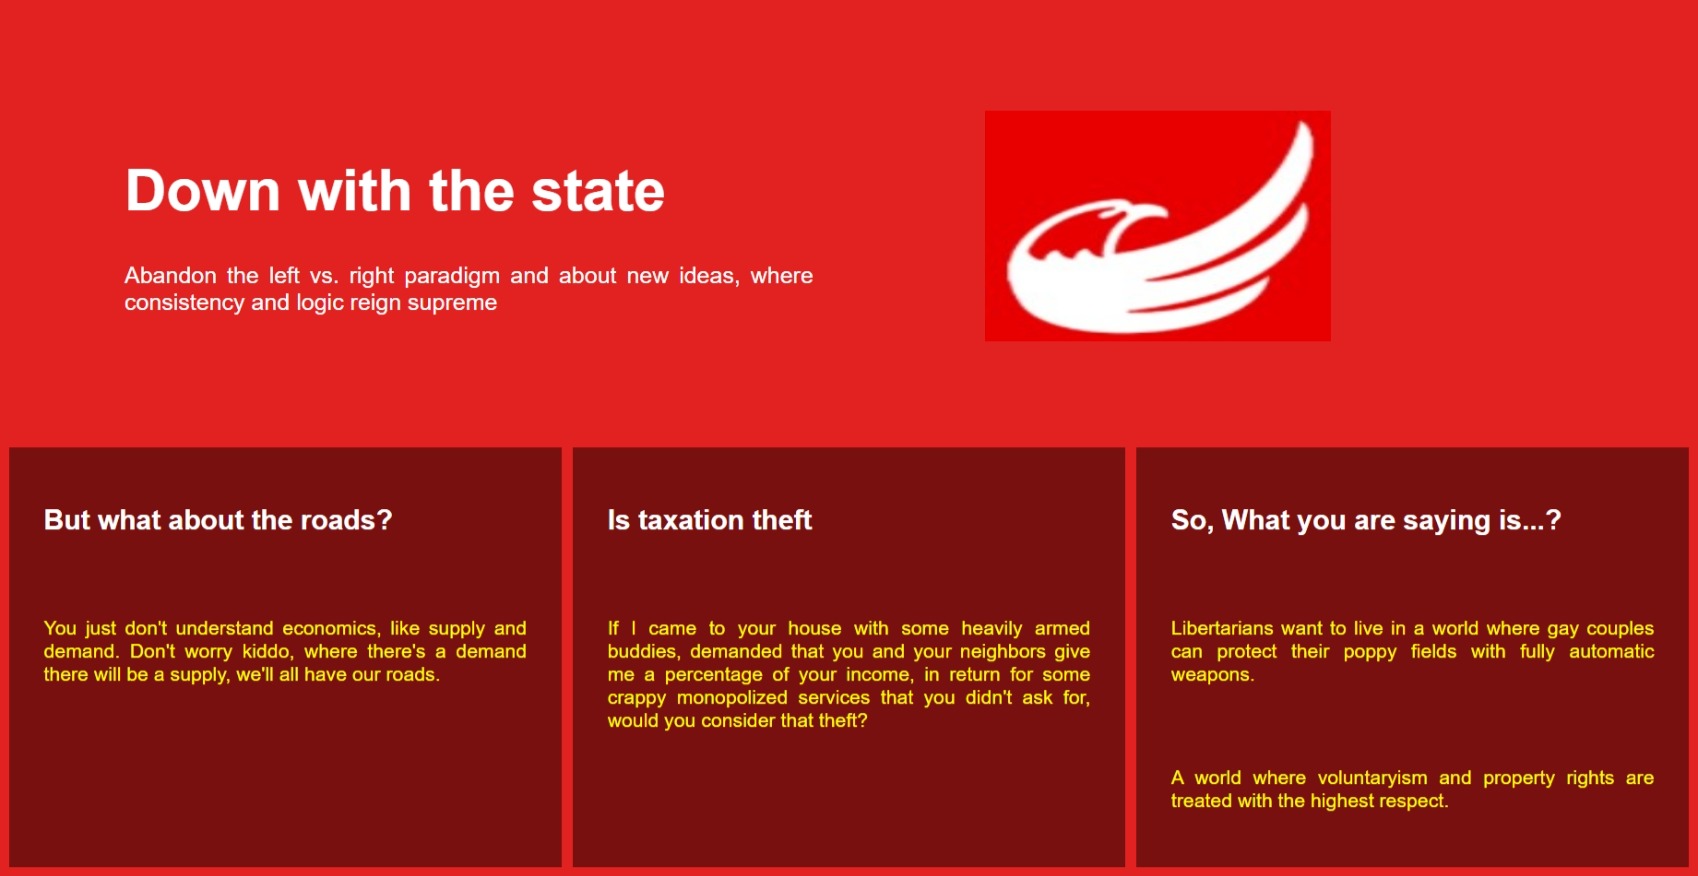 Down with the state
Abandon the left vs. right paradigm and about new ideas, where
consistency and logic reign supreme
But what about the roads?
You just don't understand economics, like supply and
demand. Don't worry kiddo, where there's a demand
there will be a supply, we'll all have our roads.
Is taxation theft
If I came to your house with some heavily armed
buddies, demanded that you and your neighbors give
me a percentage of your income, in return for some
crappy monopolized services that you didn't ask for,
would you consider that theft?
So, What you are saying is...?
Libertarians want to live in a world where gay couples
can protect their poppy fields with fully automatic
weapons.
A world where voluntaryism and property rights are
treated with the highest respect.